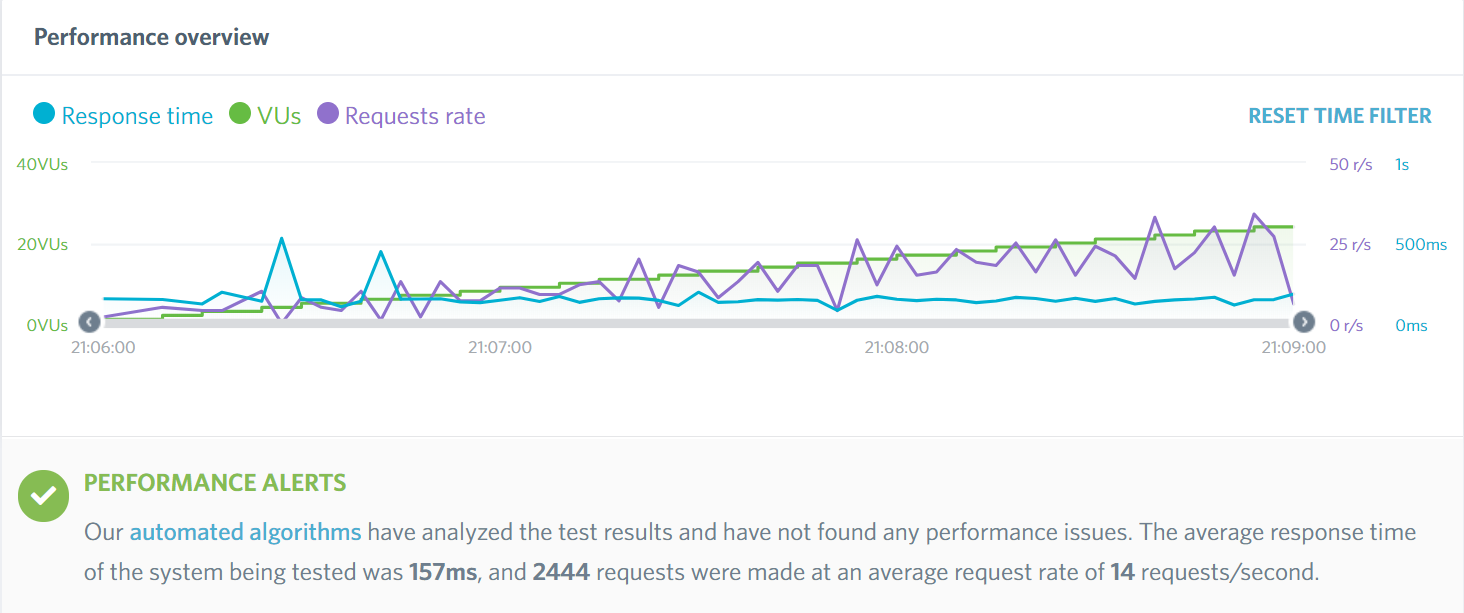 Performance overview
Response time VUs Requests rate
RESET TIME FILTER
40VUs 50 r/s 1s
20VUs 25 r/s 500ms
0VUs 0 r/s 0ms
21:06:00 21:07:00 21:08:00 21:09:00
PERFORMANCE ALERTS
Our automated algorithms have analyzed the test results and have not found any performance issues. The average response time
of the system being tested was 157ms, and 2444 requests were made at an average request rate of 14 requests/second.